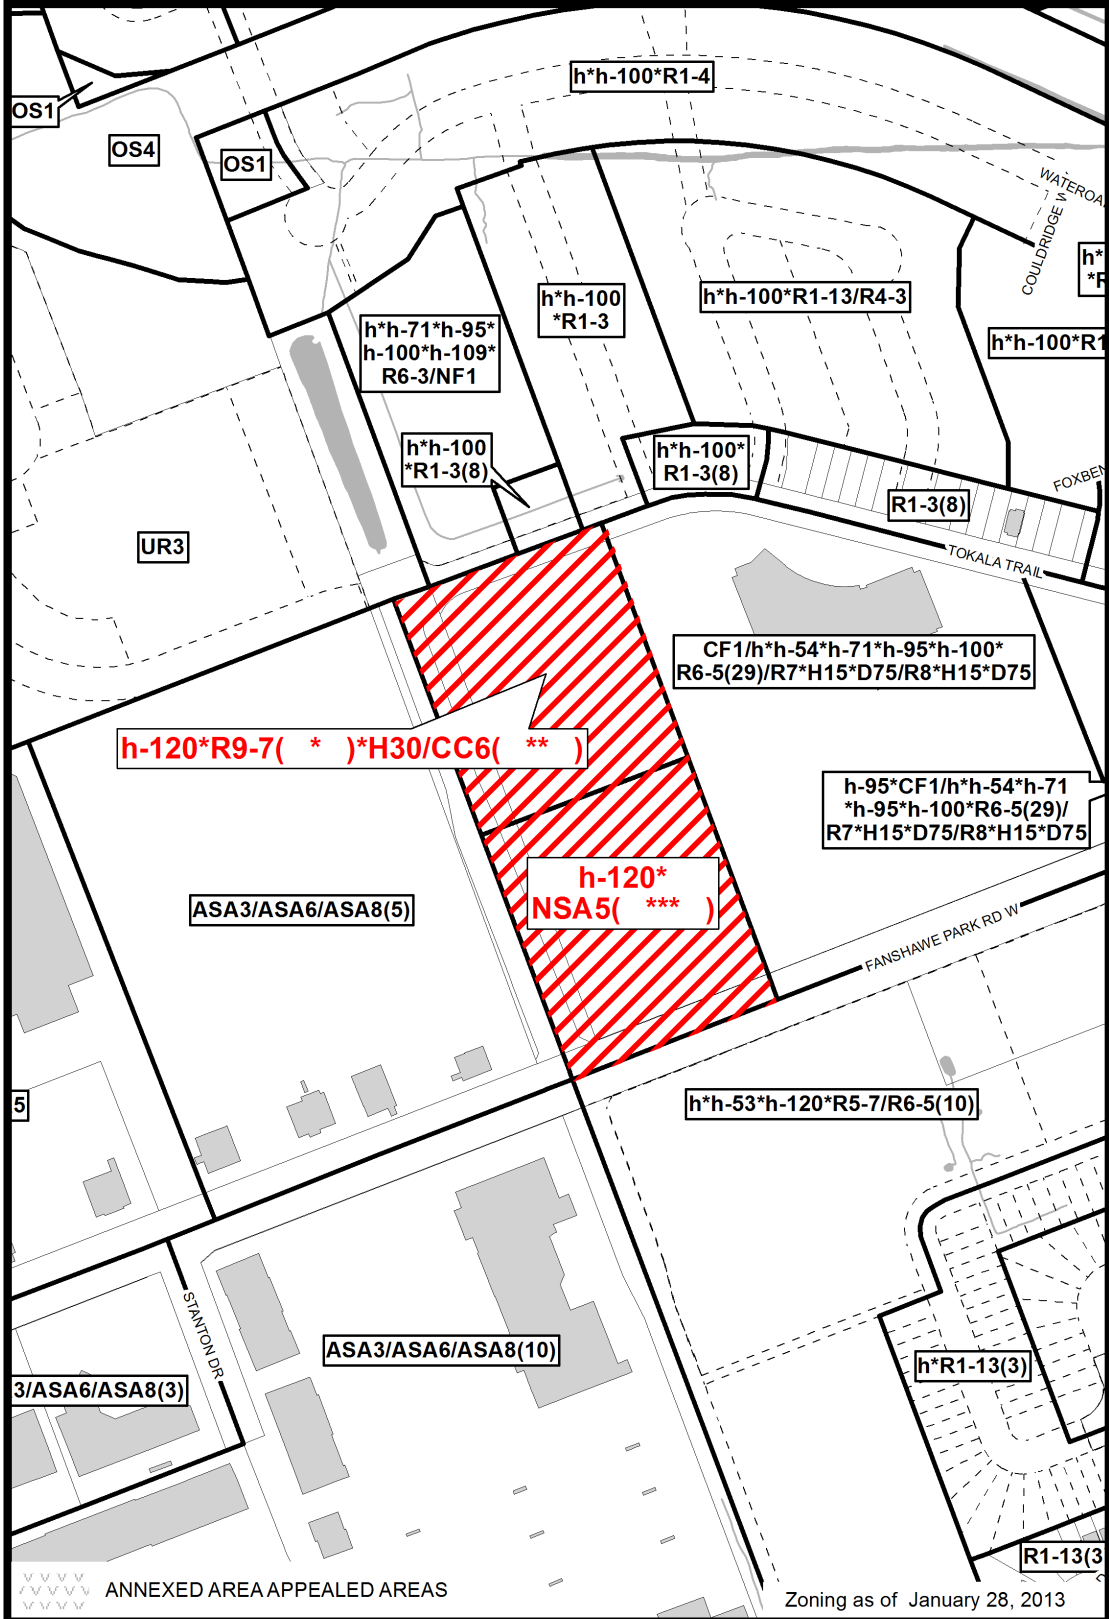 h*h-100*R1-4
OS1
OS4
OS1
WATEROA
COULDRIDGE W
h*
*R
h*h-100
*R1-3
h*h-100*R1-13/R4-3
h*h-71*h-95*
h-100*h-109*
R6-3/NF1
h*h-100*R1
h*h-100
*R1-3(8)
h*h-100*
R1-3(8)
R1-3(8)
FOXBEN
UR3
TOKALA TRAIL
CF1/h*h-54*h-71*h-95*h-100*
R6-5(29)/R7*H15*D75/R8*H15*D75
h-120*R9-7( * )*H30/CC6( ** )
h-95*CF1/h*h-54*h-71
*h-95*h-100*R6-5(29)/
R7*H15*D75/R8*H15*D75
h-120*
NSA5( *** )
ASA3/ASA6/ASA8(5)
FANSHAWE PARK RD W
5
h*h-53*h-120*R5-7/R6-5(10)
STANTON DR
ASA3/ASA6/ASA8(10)
h*R1-13(3)
3/ASA6/ASA8(3)
R1-13(3
ANNEXED AREA APPEALED AREAS
Zoning as of January 28, 2013